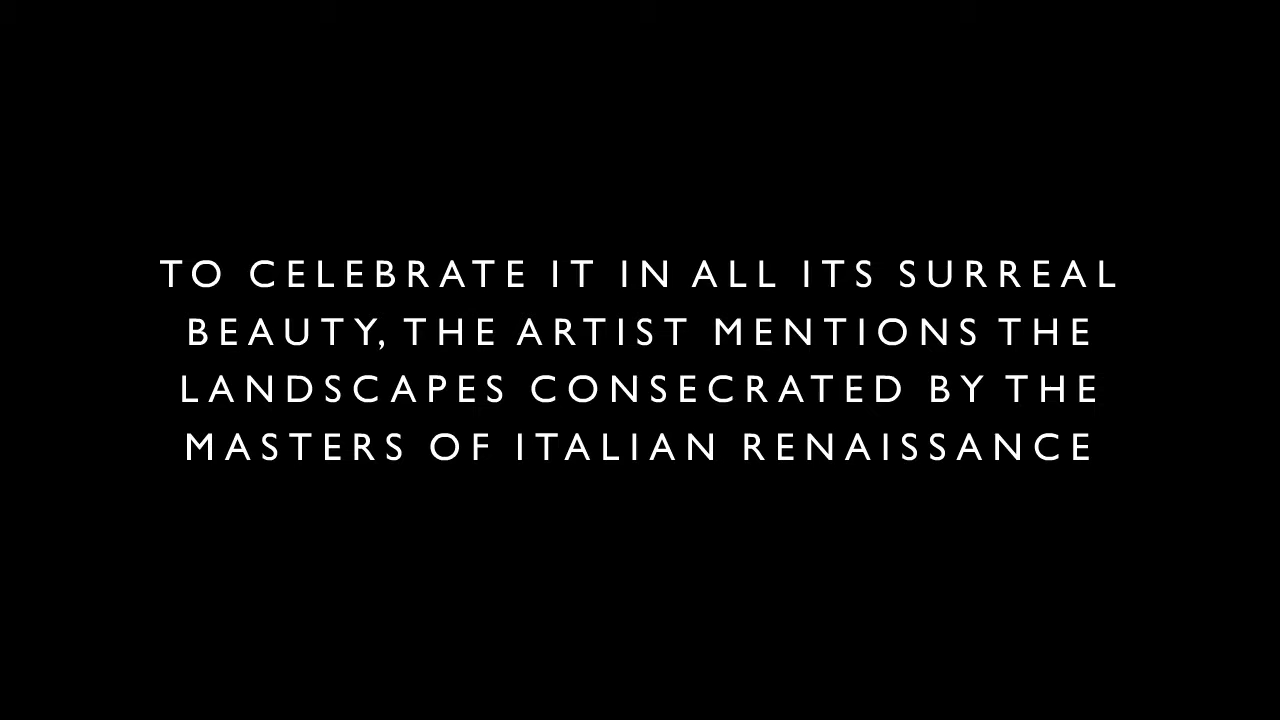 TO CELEBRATE IT IN ALL ITS SURREAL
BEAUTY, THE ARTIST MENTIONS THE
LANDSCAPES CONSECRATED BY THE
MASTERS OF ITALIAN RENAISSANCE